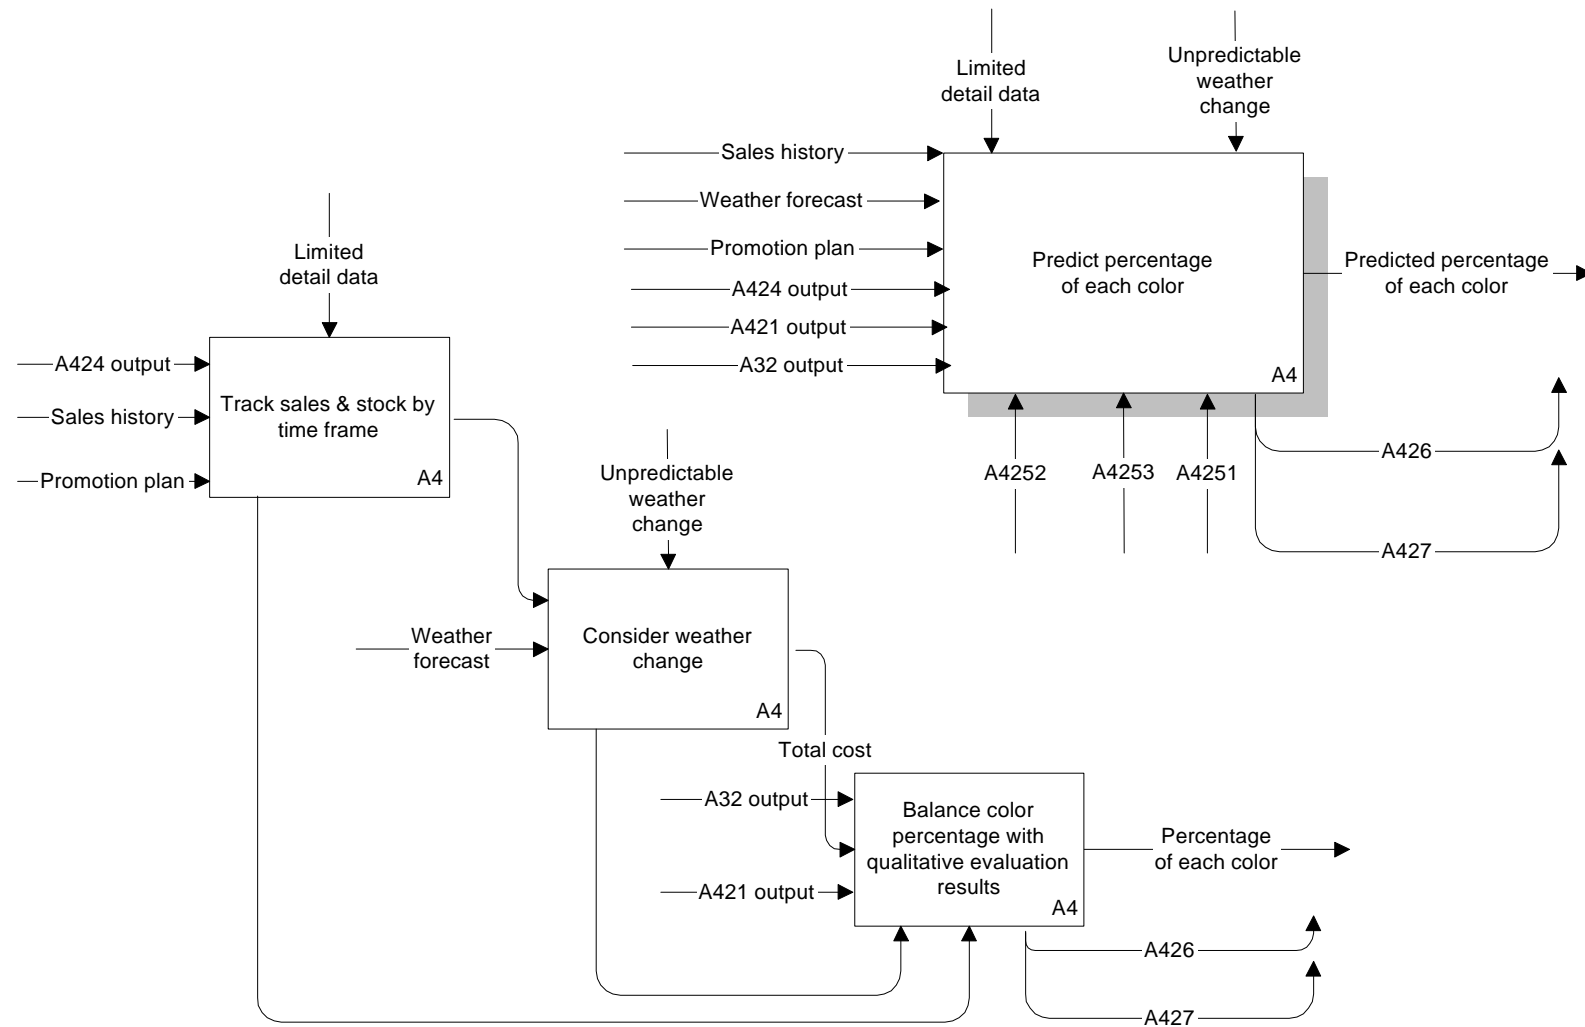 Limited
detail data
Unpredictable
weather
change
Sales history
Weather forecast
Promotion plan
A424 output
A421 output
A32 output
Predict percentage
of each color
A4
Predicted percentage
of each color
A4252
A4253
A4251
A426
A427
Limited
detail data
A424 output
Sales history
Promotion plan
Track sales & stock by
time frame
A4
Unpredictable
weather
change
Weather
forecast
Consider weather
change
A4
Total cost
A32 output
A421 output
Balance color
percentage with
qualitative evaluation
results
A4
Percentage
of each color
A426
A427